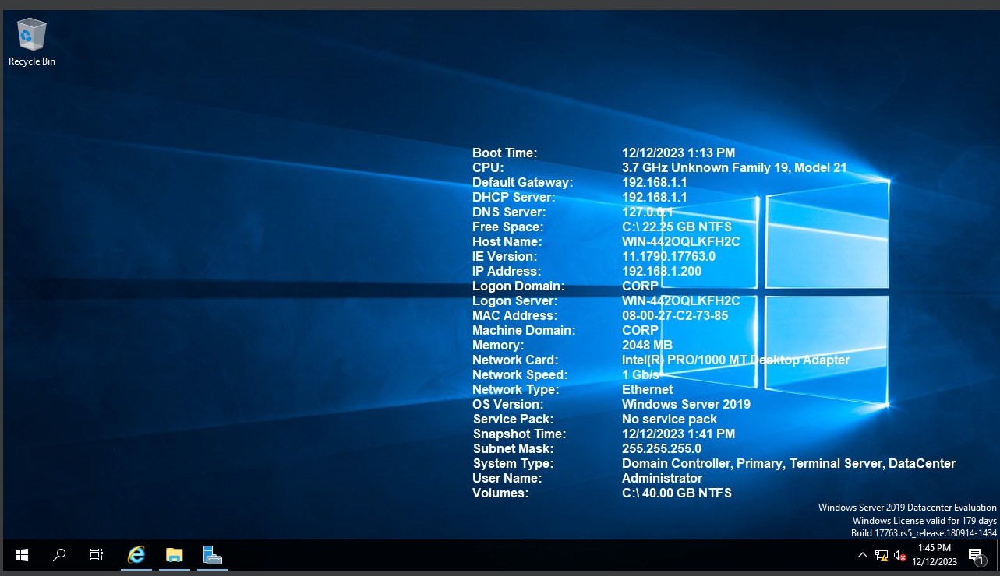 Recycle Bin
Boot Time: 12/12/2023 1:13 PM
CPU: 3.7 GHz Unknown Family 19, Model 21
Default Gateway: 192.168.1.1
DHCP Server: 192.168.1.1
DNS Server: 127.0.0.1
Free Space: C:\ 22.25 GB NTFS
Host Name: WIN-442OQLKFH2C
IE Version: 11.1790.17763.0
IP Address: 192.168.1.200
Logon Domain: CORP
Logon Server: WIN-442OQLKFH2C
MAC Address: 08-00-27-C2-73-85
Machine Domain: CORP
Memory: 2048 MB
Network Card: Intel(R) PRO/1000 MT Desktop Adapter
Network Speed: 1 Gb/s
Network Type: Ethernet
OS Version: Windows Server 2019
Service Pack: No service pack
Snapshot Time: 12/12/2023 1:41 PM
Subnet Mask: 255.255.255.0
System Type: Domain Controller, Primary, Terminal Server, DataCenter
User Name: Administrator
Volumes: C:\ 40.00 GB NTFS
Windows Server 2019 Datacenter Evaluation
Windows License valid for 179 days
Build 17763.rs5_release.180914-1434
1:45 PM
12/12/2023
1